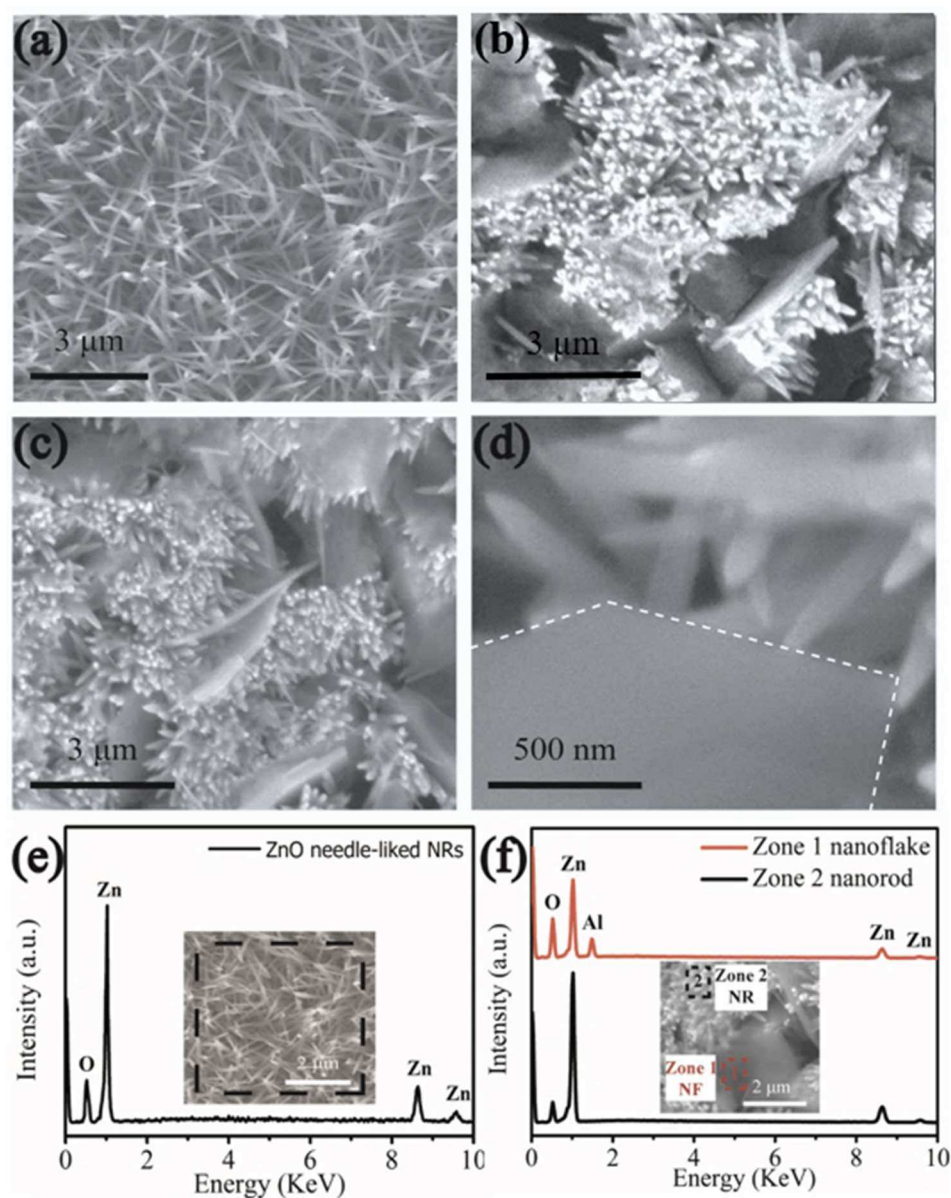 (a)
3 μm
(b)
3 μm
(c)
3 μm
(d)
500 nm
(e)
ZnO needle-liked NRs
Zn
O
Zn
Zn
2 μm
Intensity (a.u.)
0 2 4 6 8 10
Energy (KeV)
(f)
Zone 1 nanoflake
Zone 2 nanorod
Zn
O
Al
Zn
Zn
2
Zone 2
NR
Zone 1
NF
1
2 μm
Intensity (a.u.)
0 2 4 6 8 10
Energy (KeV)